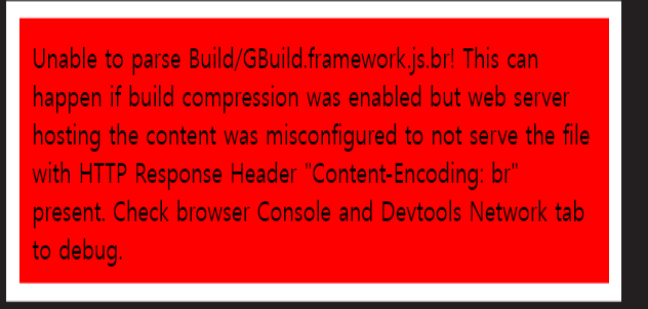 Unable to parse Build/GBuild.framework.js.br! This can
happen if build compression was enabled but web server
hosting the content was misconfigured to not serve the file
with HTTP Response Header "Content-Encoding: br"
present. Check browser Console and Devtools Network tab
to debug.